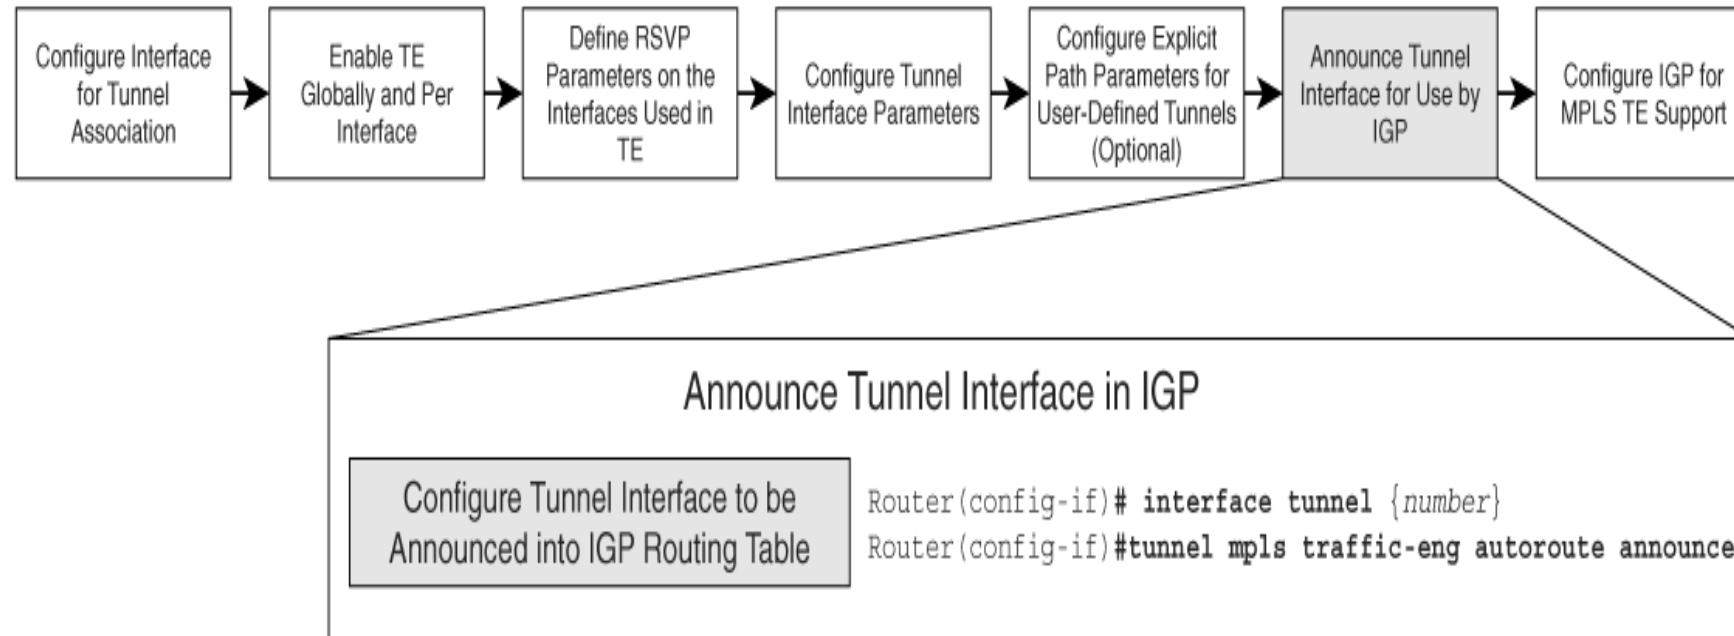 Configure Interface
for Tunnel
Association
Enable TE
Globally and Per
Interface
Define RSVP
Parameters on the
Interfaces Used in
TE
Configure Tunnel
Interface Parameters
Configure Explicit
Path Parameters for
User-Defined Tunnels
(Optional)
Announce Tunnel
Interface for Use by
IGP
Configure IGP for
MPLS TE Support
Announce Tunnel Interface in IGP
Configure Tunnel Interface to be
Announced into IGP Routing Table
Router(config-if)# interface tunnel {number}
Router(config-if)#tunnel mpls traffic-eng autoroute announce